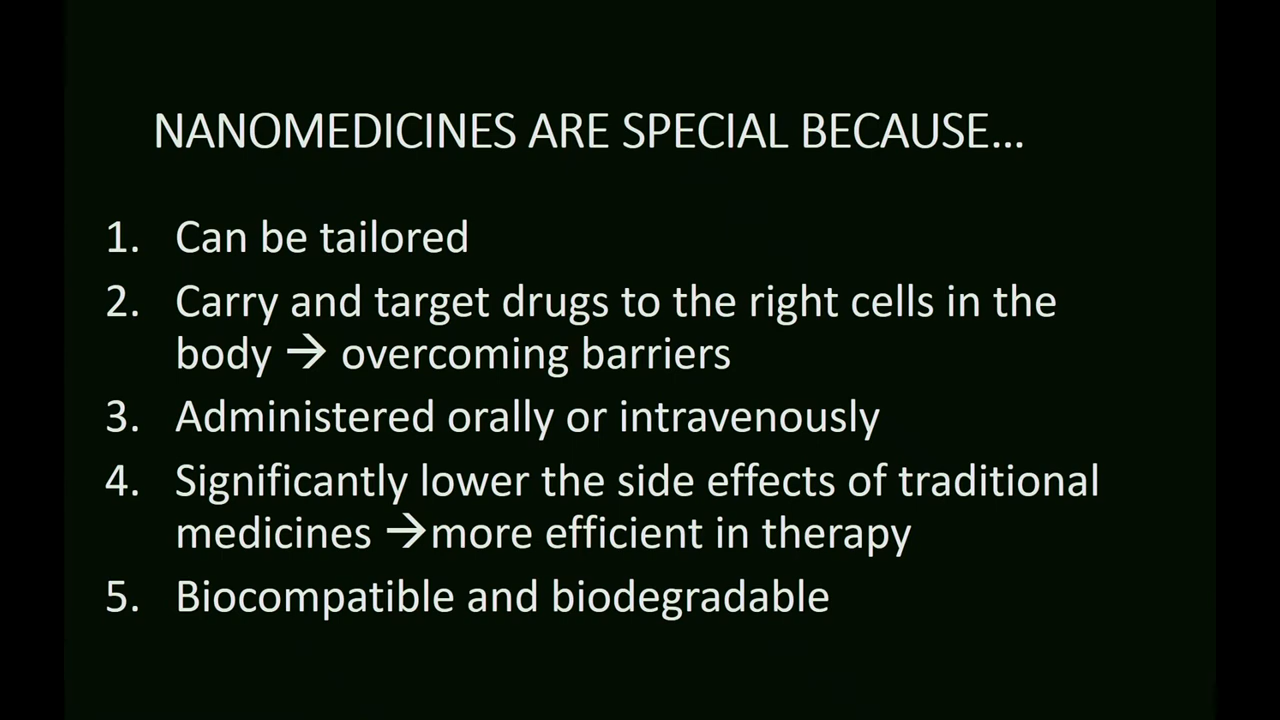 NANOMEDICINES ARE SPECIAL BECAUSE...
1. Can be tailored
2. Carry and target drugs to the right cells in the
body → overcoming barriers
3. Administered orally or intravenously
4. Significantly lower the side effects of traditional
medicines →more efficient in therapy
5. Biocompatible and biodegradable